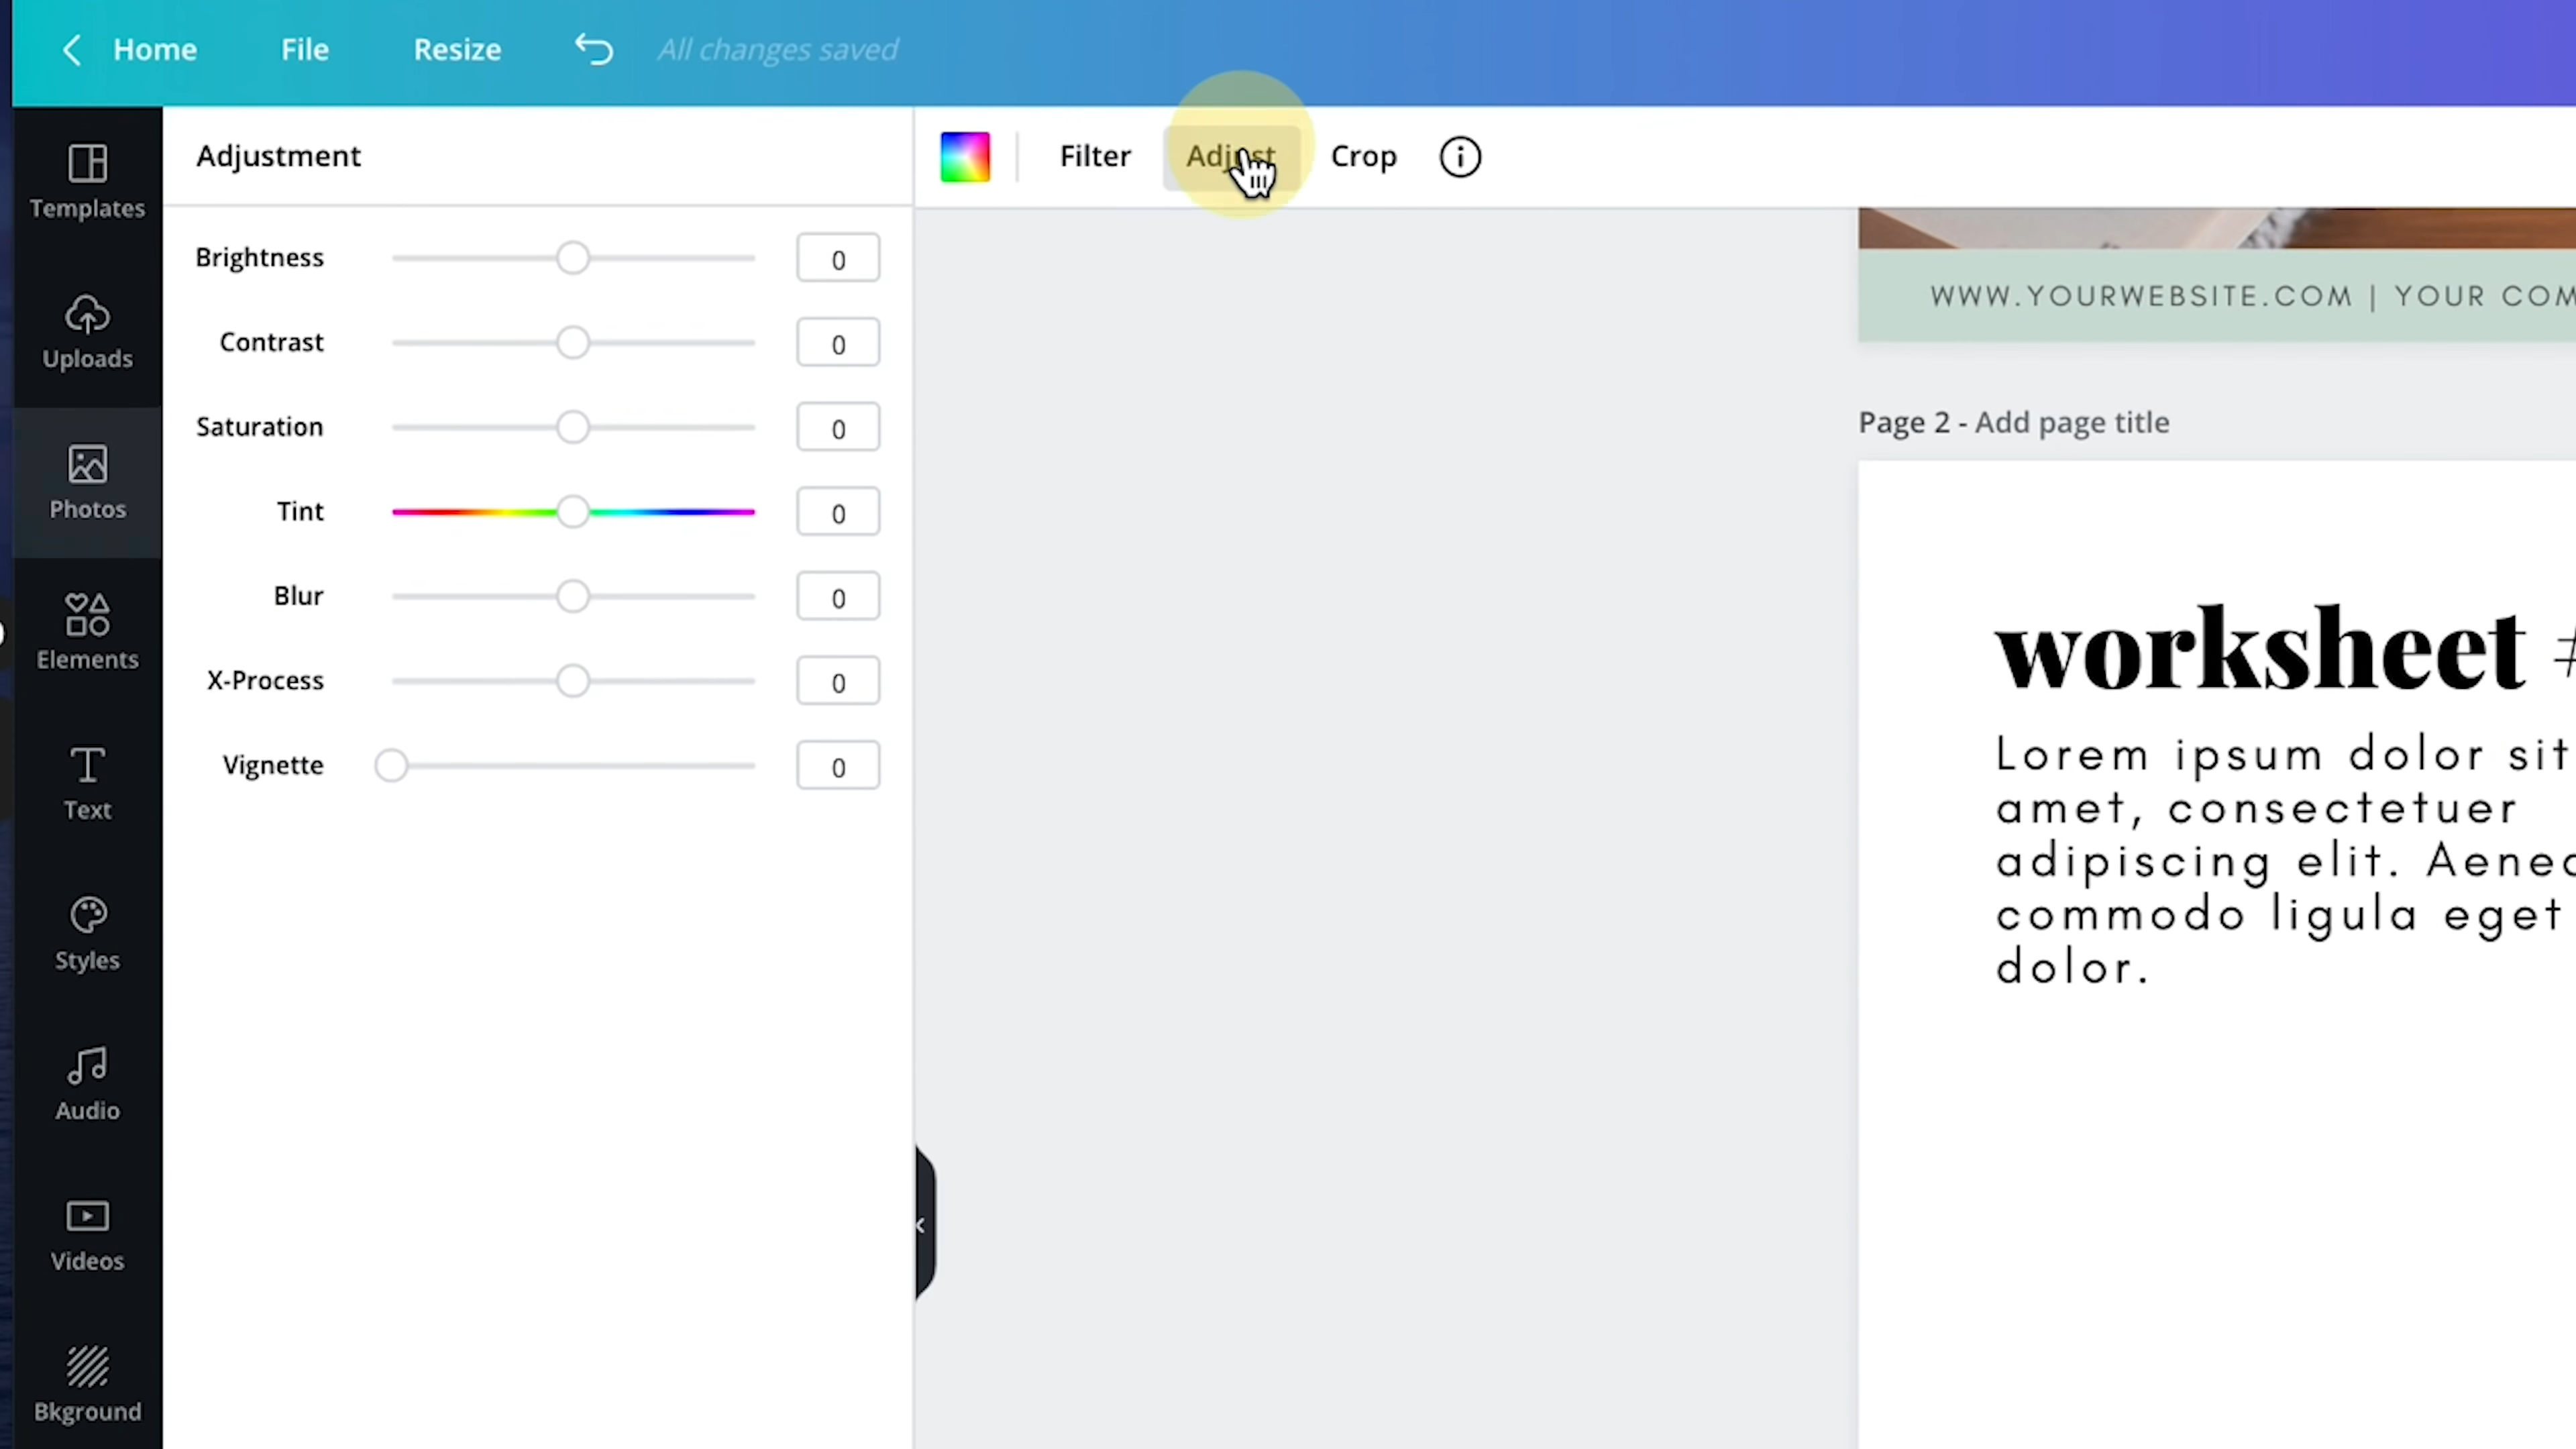 Home File Resize All changes saved
Templates
Uploads
Photos
Elements
Text
Styles
Audio
Videos
Bkground
Adjustment
Brightness 0
Contrast 0
Saturation 0
Tint 0
Blur 0
X-Process 0
Vignette 0
Filter Adjust Crop
WWW.YOURWEBSITE.COM | YOUR COM
Page 2 - Add page title
worksheet #
Lorem ipsum dolor sit
amet, consectetuer
adipiscing elit. Aenea
commodo ligula eget
dolor.